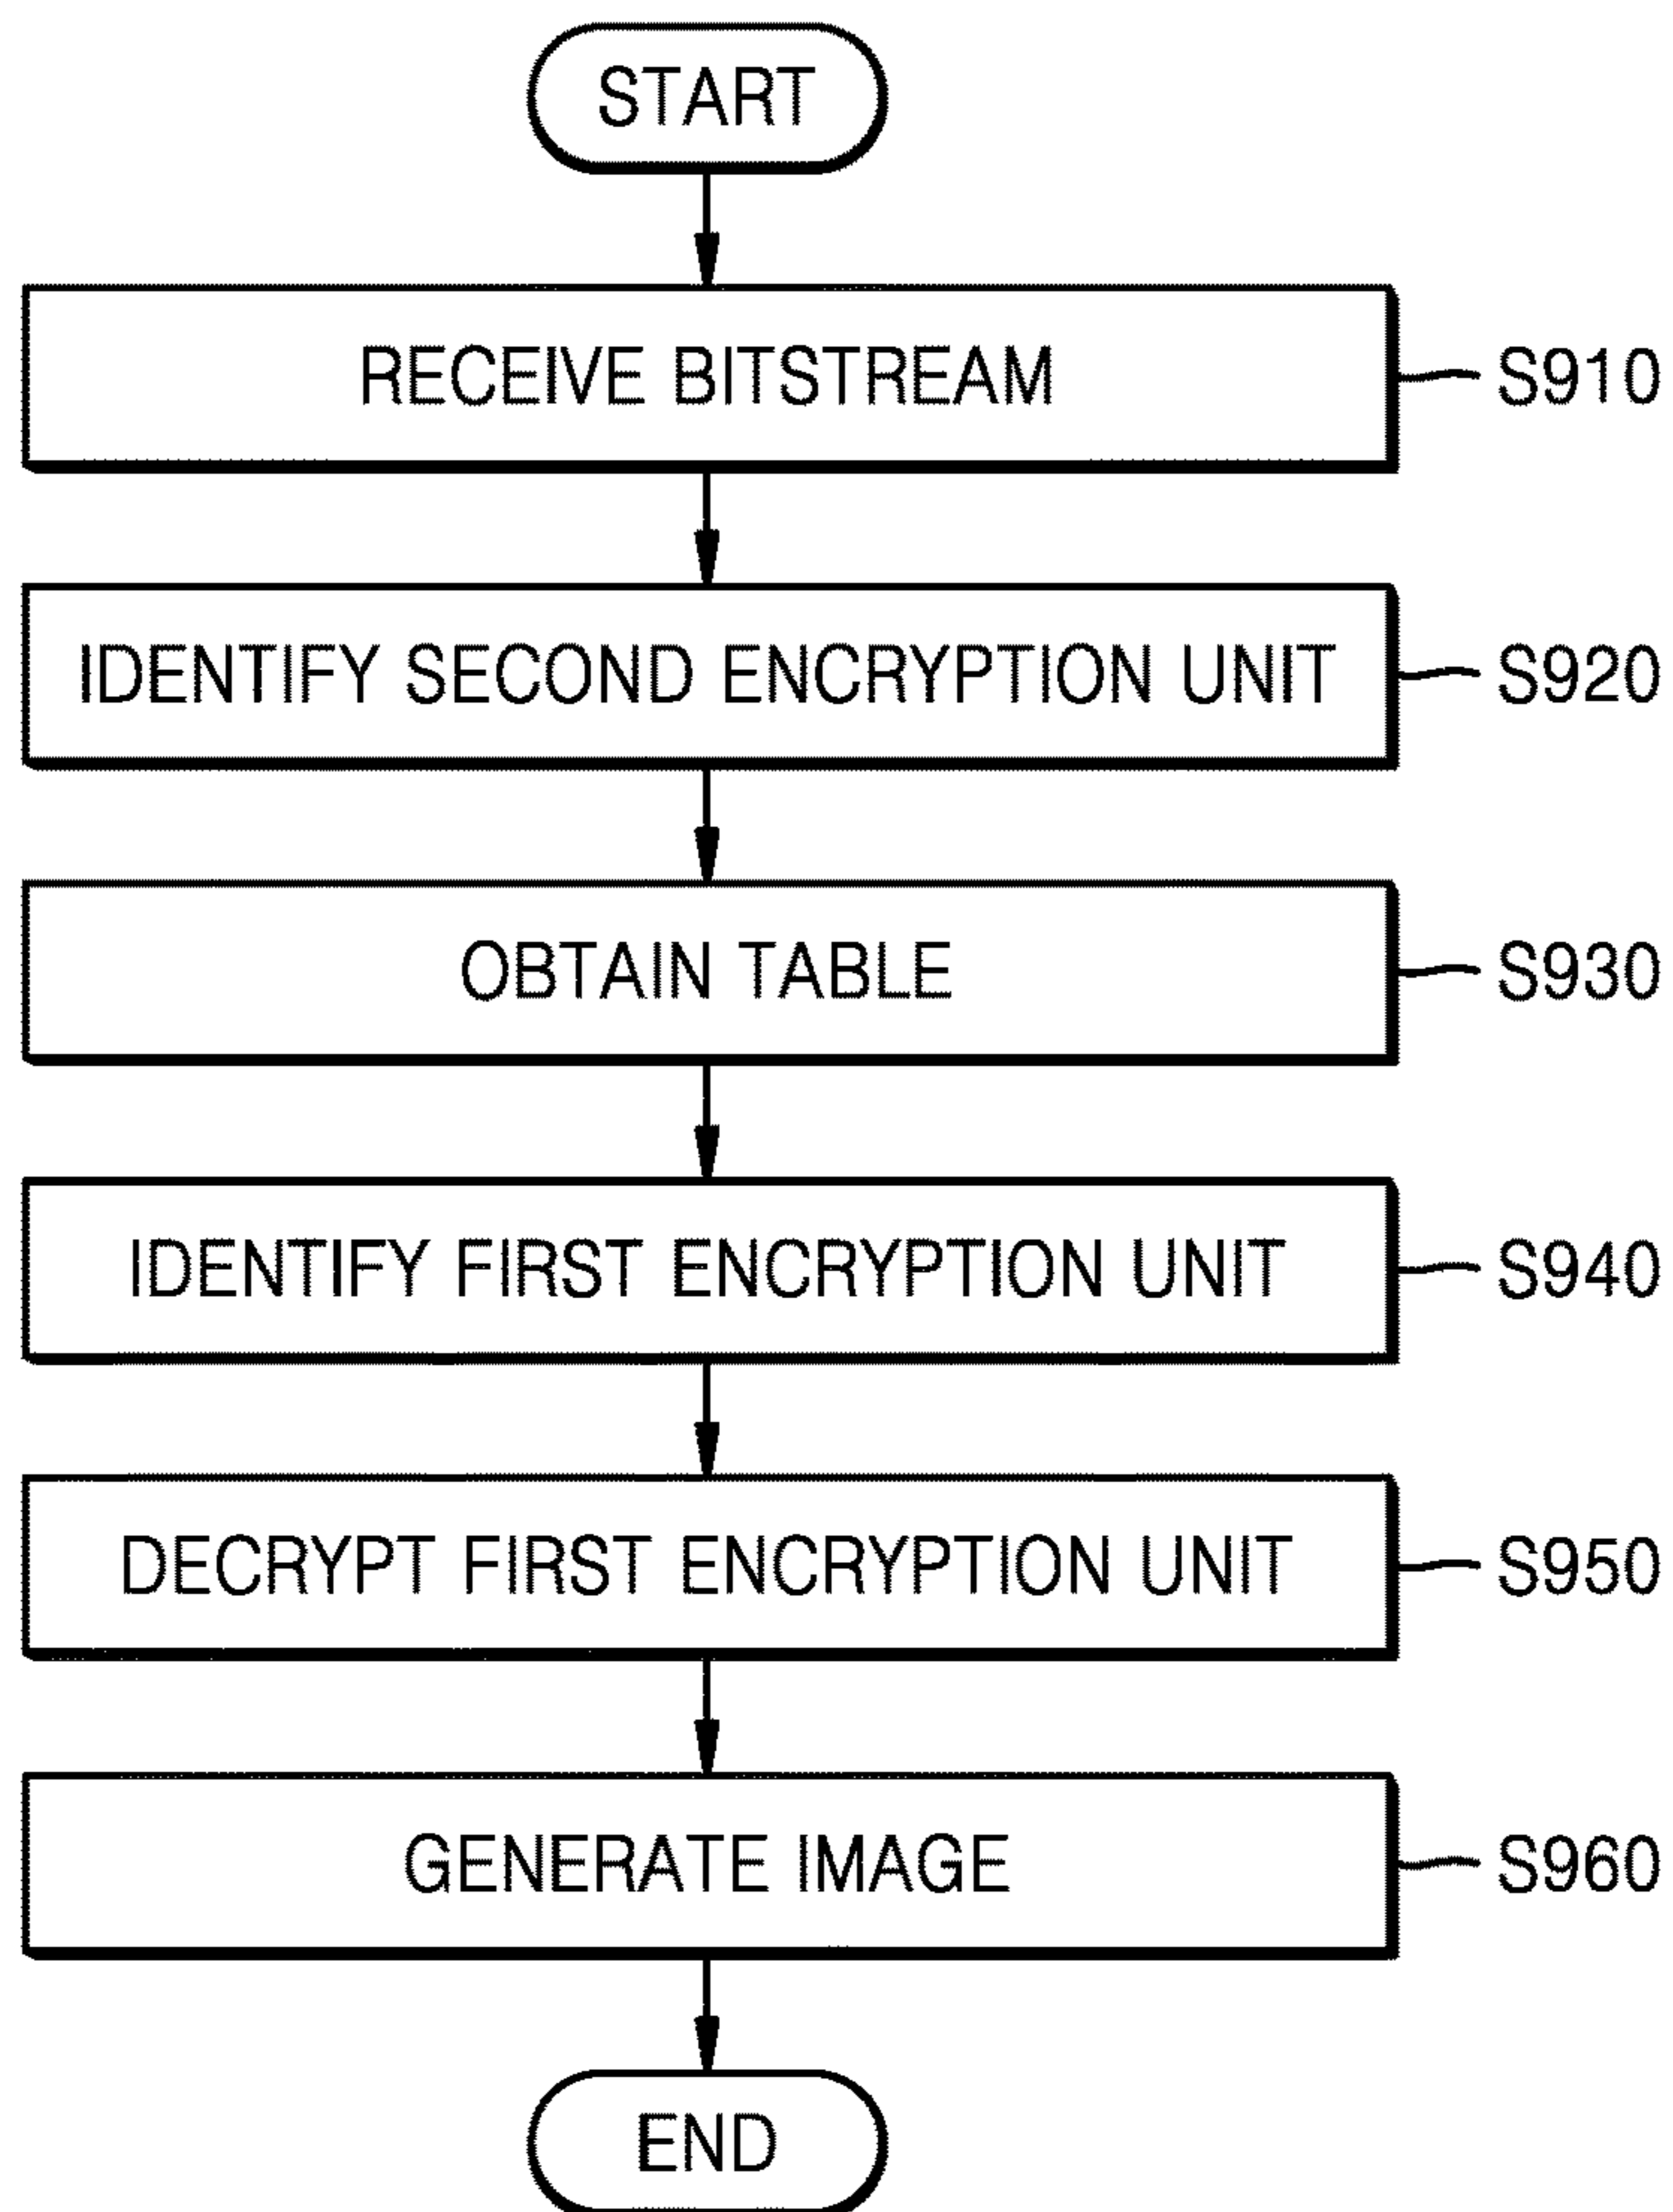 START
RECEIVE BITSTREAM
S910
IDENTIFY SECOND ENCRYPTION UNIT
S920
OBTAIN TABLE
S930
IDENTIFY FIRST ENCRYPTION UNIT
S940
DECRYPT FIRST ENCRYPTION UNIT
S950
GENERATE IMAGE
S960
END